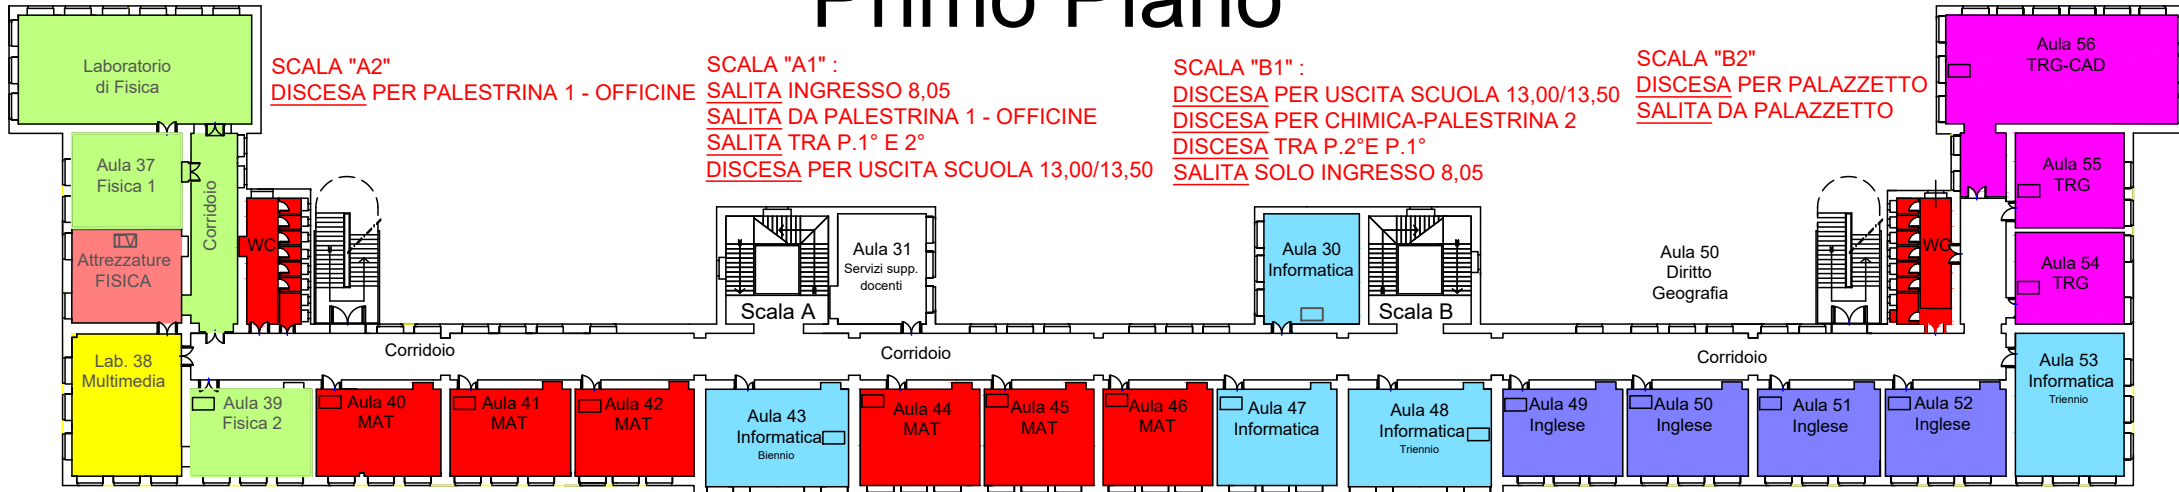 Primo Piano
SCALA "A2"
DISCESA PER PALESTRINA 1 - OFFICINE
SCALA "A1" :
SALITA INGRESSO 8,05
SALITA DA PALESTRINA 1 - OFFICINE
SALITA TRA P.1° E 2°
DISCESA PER USCITA SCUOLA 13,00/13,50
SCALA "B1" :
DISCESA PER USCITA SCUOLA 13,00/13,50
DISCESA PER CHIMICA-PALESTRINA 2
DISCESA TRA P.2°E P.1°
SALITA SOLO INGRESSO 8,05
SCALA "B2"
DISCESA PER PALAZZETTO
SALITA DA PALAZZETTO
Laboratorio
di Fisica
Aula 37
Fisica 1
Corridoio
TV
Attrezzature
FISICA
WC
Lab. 38
Multimedia
Scala A
Aula 31
Servizi supp.
docenti
Aula 30
Informatica
Scala B
Aula 50
Diritto
Geografia
WC
Aula 56
TRG-CAD
Aula 55
TRG
Aula 54
TRG
Aula 53
Informatica
Triennio
Corridoio
Corridoio
Corridoio
Aula 39
Fisica 2
Aula 40
MAT
Aula 41
MAT
Aula 42
MAT
Aula 43
Informatica
Biennio
Aula 44
MAT
Aula 45
MAT
Aula 46
MAT
Aula 47
Informatica
Aula 48
Informatica
Triennio
Aula 49
Inglese
Aula 50
Inglese
Aula 51
Inglese
Aula 52
Inglese